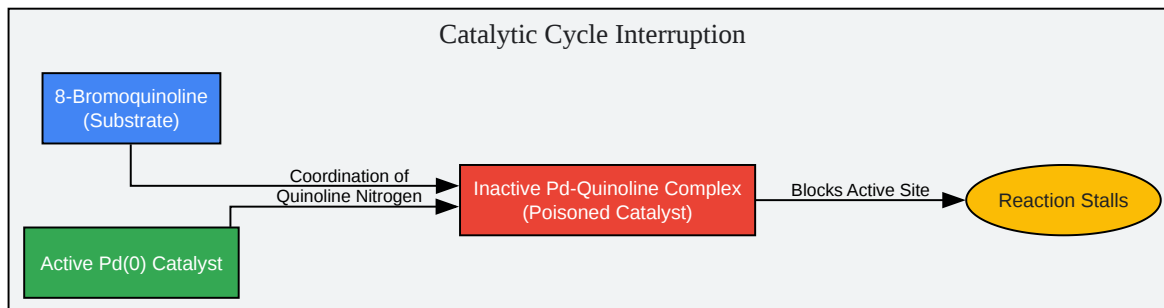 Catalytic Cycle Interruption
8-Bromoquinoline
(Substrate)
Coordination of
Quinoline Nitrogen
Active Pd(0) Catalyst
Inactive Pd-Quinoline Complex
(Poisoned Catalyst)
Blocks Active Site
Reaction Stalls